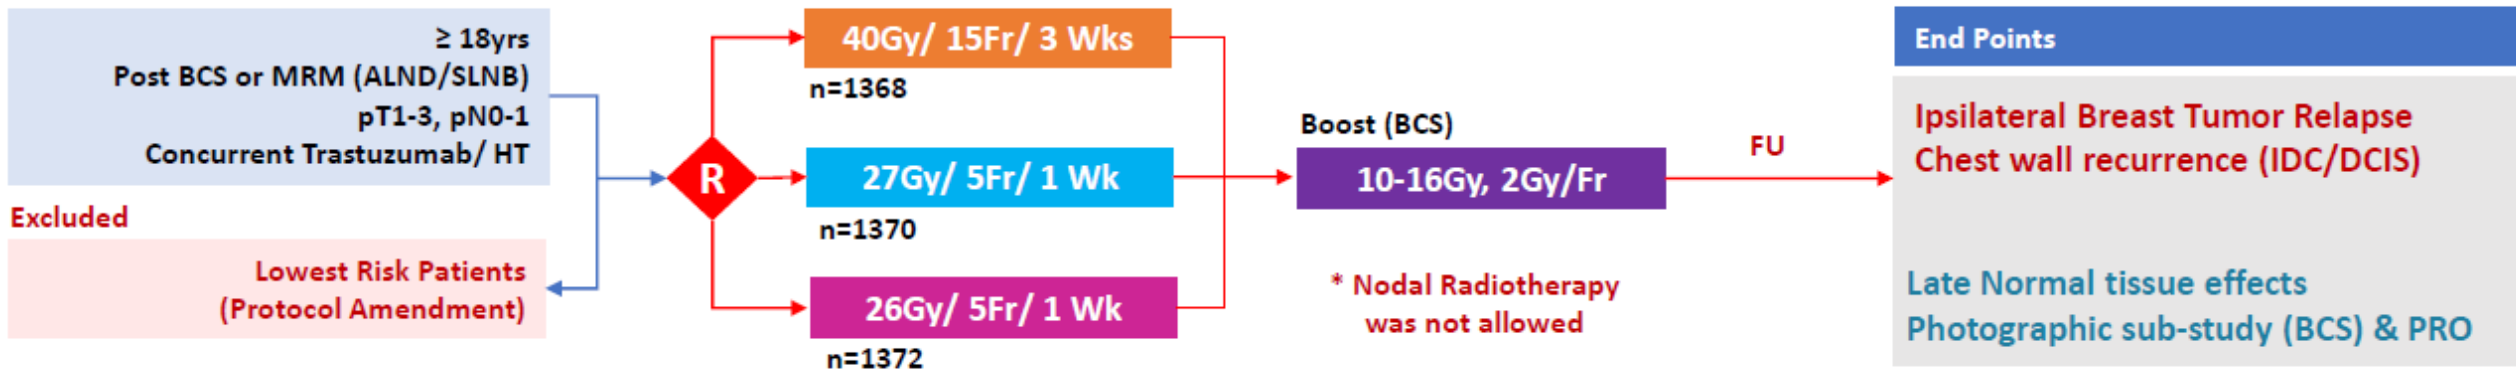 ≥ 18yrs
Post BCS or MRM (ALND/SLNB)
pT1-3, pN0-1
Concurrent Trastuzumab/ HT
Excluded
Lowest Risk Patients
(Protocol Amendment)
R
40Gy/ 15Fr/ 3 Wks
n=1368
27Gy/ 5Fr/ 1 Wk
n=1370
26Gy/ 5Fr/ 1 Wk
n=1372
Boost (BCS)
10-16Gy, 2Gy/Fr
* Nodal Radiotherapy
was not allowed
FU
End Points
Ipsilateral Breast Tumor Relapse
Chest wall recurrence (IDC/DCIS)
Late Normal tissue effects
Photographic sub-study (BCS) & PRO